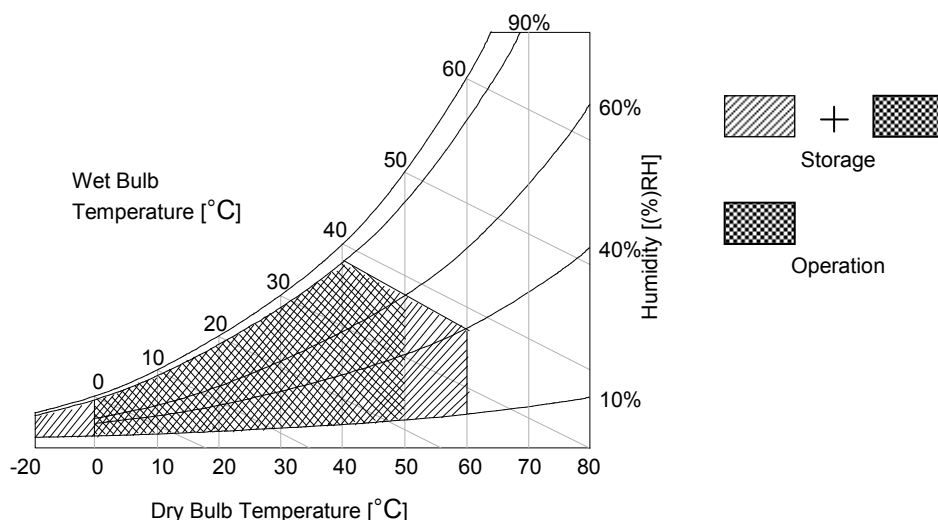 90%
60
60%
50
Wet Bulb
Temperature [°C]
40
40%
30
20
10
0
10%
Humidity [(%)RH]
-20 0 10 20 30 40 50 60 70 80
Dry Bulb Temperature [°C]
+
Storage
Operation